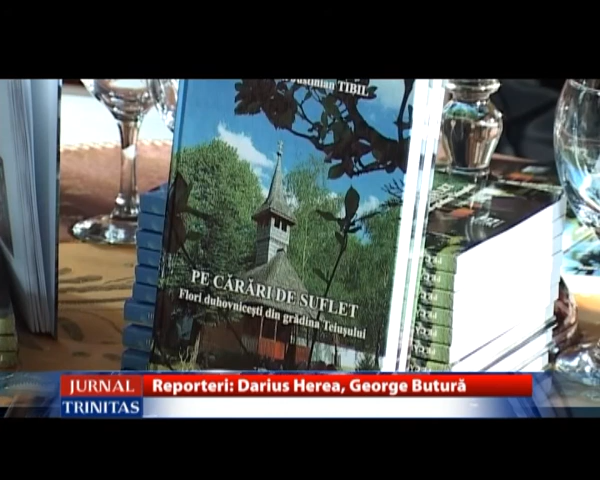 Justinian TIBIL
PE CĂRĂRI DE SUFLET
Flori duhovnicești din grădina Teiușului
JURNAL
TRINITAS
Reporteri: Darius Herea, George Butură